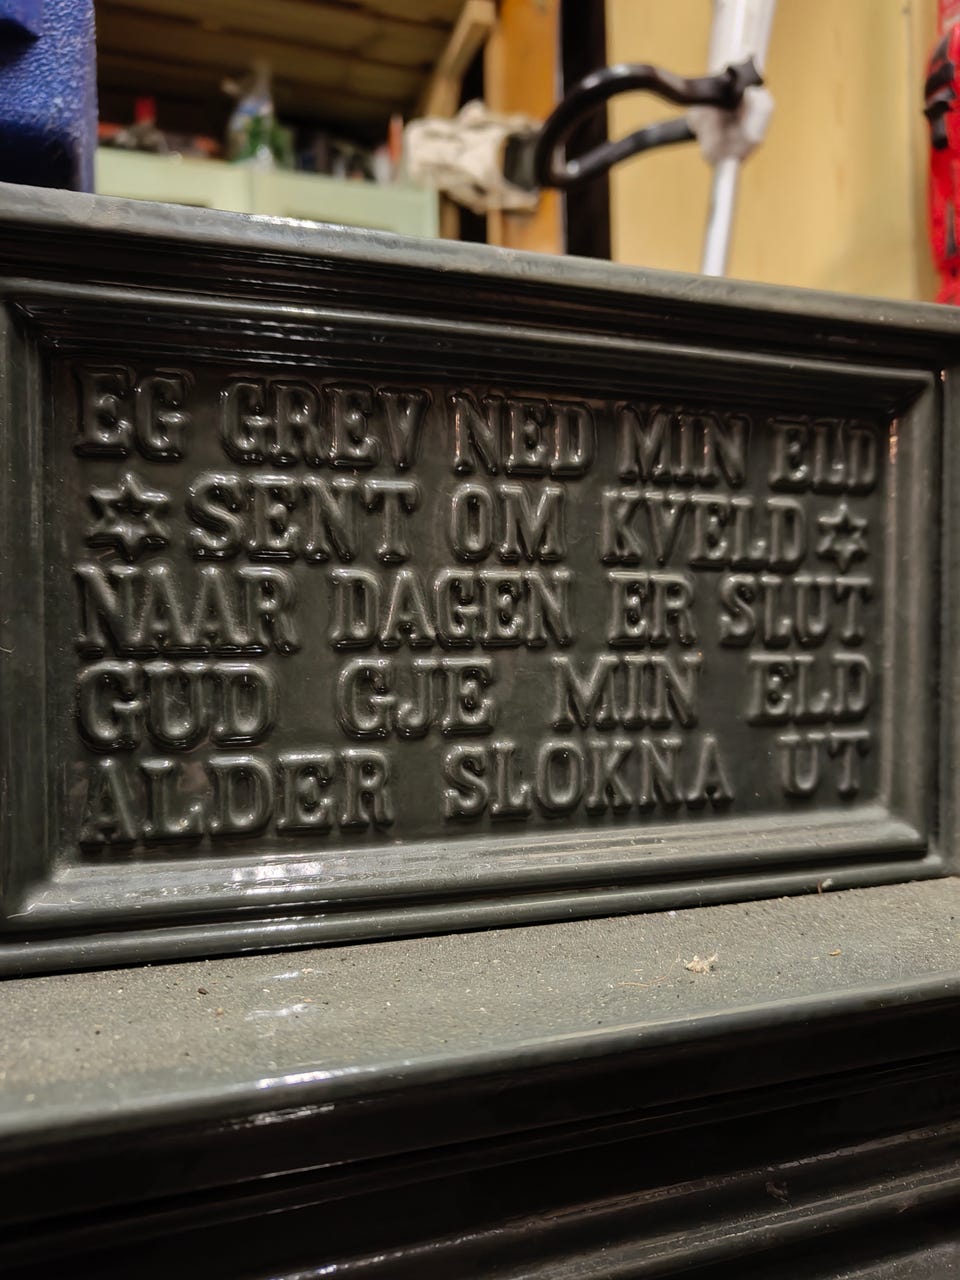 EG GREV NED MIN ELD
SENT OM KVELD
NAAR DAGEN ER SLUT
GUD GJE MIN ELD
ALDER SLOKNA UT